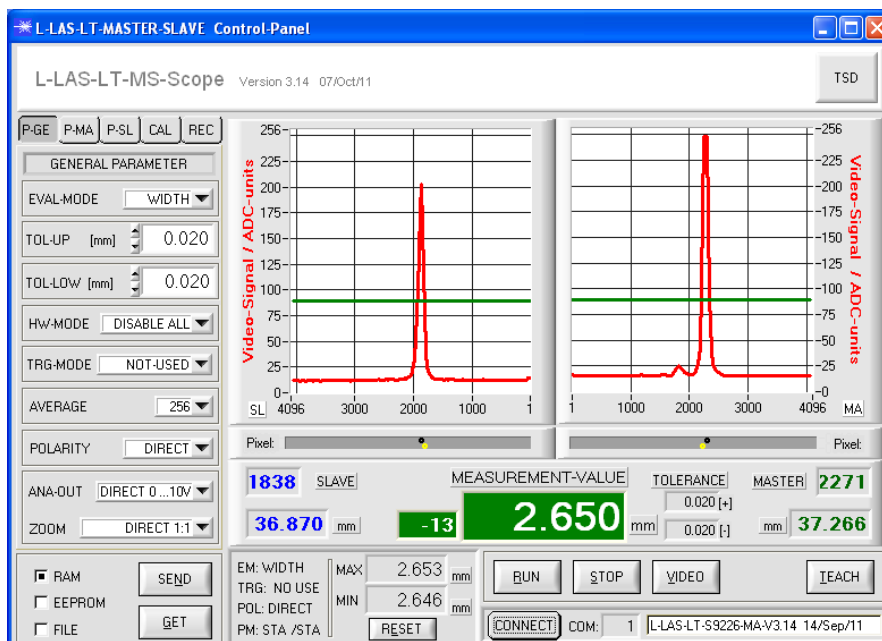 L-LAS-LT-MASTER-SLAVE Control-Panel
L-LAS-LT-MS-Scope Version 3.14 07/Oct/11
TSD
P-GE P-MA P-SL CAL REC
GENERAL PARAMETER
EVAL-MODE WIDTH
TOL-UP [mm] 0.020
TOL-LOW [mm] 0.020
HW-MODE DISABLE ALL
TRG-MODE NOT-USED
AVERAGE 256
POLARITY DIRECT
ANA-OUT DIRECT 0...10V
ZOOM DIRECT 1:1
RAM
EEPROM
FILE
SEND
GET
Video-Signal / ADC-units
256
225
200
175
150
125
100
75
50
25
0
SL 4096 3000 2000 1000 1
1 1000 2000 3000 4096 MA
256
225
200
175
150
125
100
75
50
25
0
Video-Signal / ADC-units
Pixel:
Pixel:
1838 SLAVE
36.870 mm
MEASUREMENT-VALUE
-13 2.650 mm
TOLERANCE
0.020 [+]
0.020 [-]
MASTER 2271
mm 37.266
EM: WIDTH
TRG: NO USE
POL: DIRECT
PM: STA /STA
MAX 2.653 mm
MIN 2.646 mm
RESET
RUN STOP VIDEO TEACH
CONNECT COM: 1 L-LAS-LT-S9226-MA-V3.14 14/Sep/11